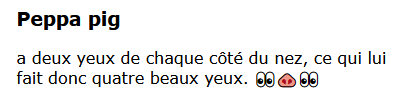 Peppa pig
a deux yeux de chaque côté du nez, ce qui lui
fait donc quatre beaux yeux. 👀🐽👀